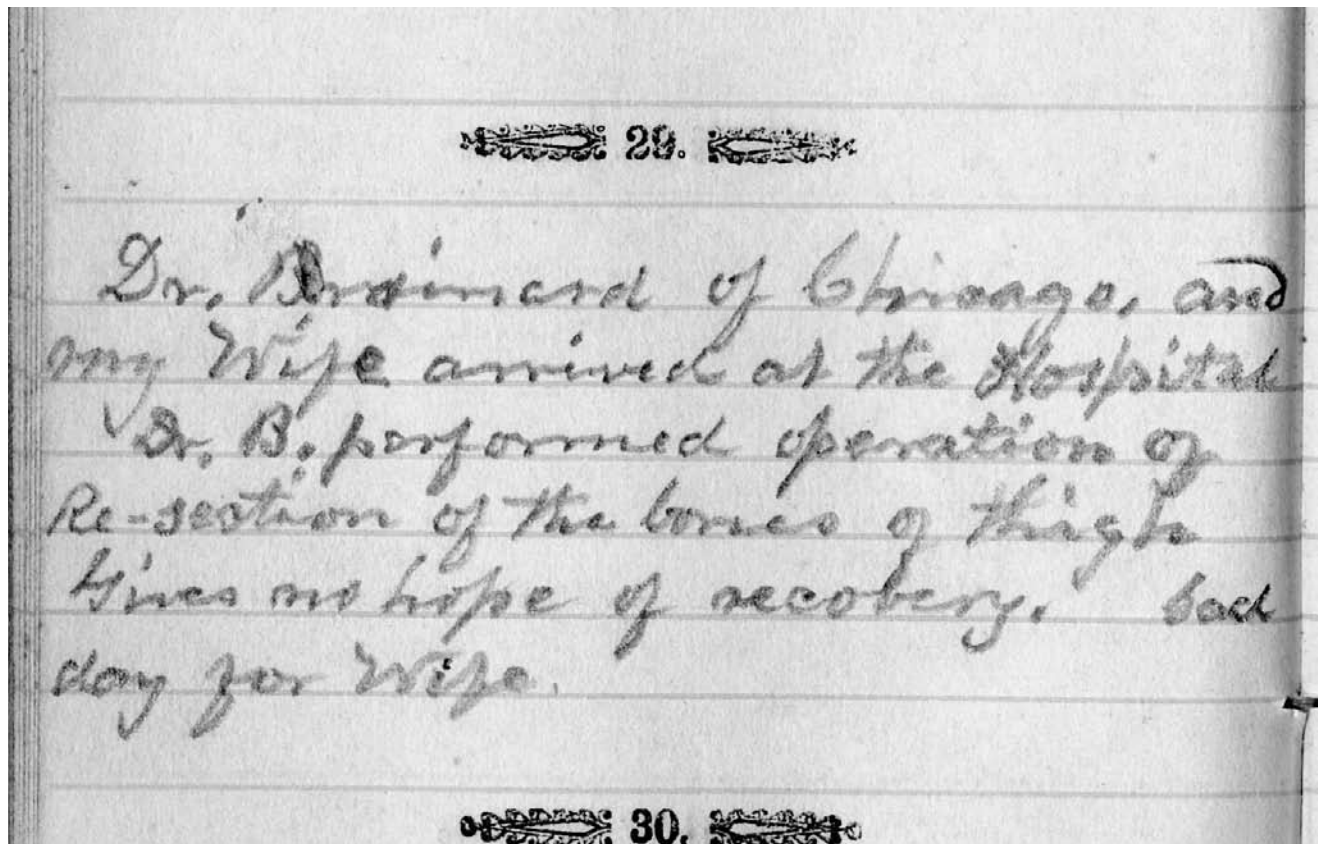 29.
Dr. Brainard of Chicago, and
my Wife arrived at the Hospital
Dr. B. performed operation of
Re-section of the bones of thigh
Gives no hope of recovery. Sad
day for Wife.
30.